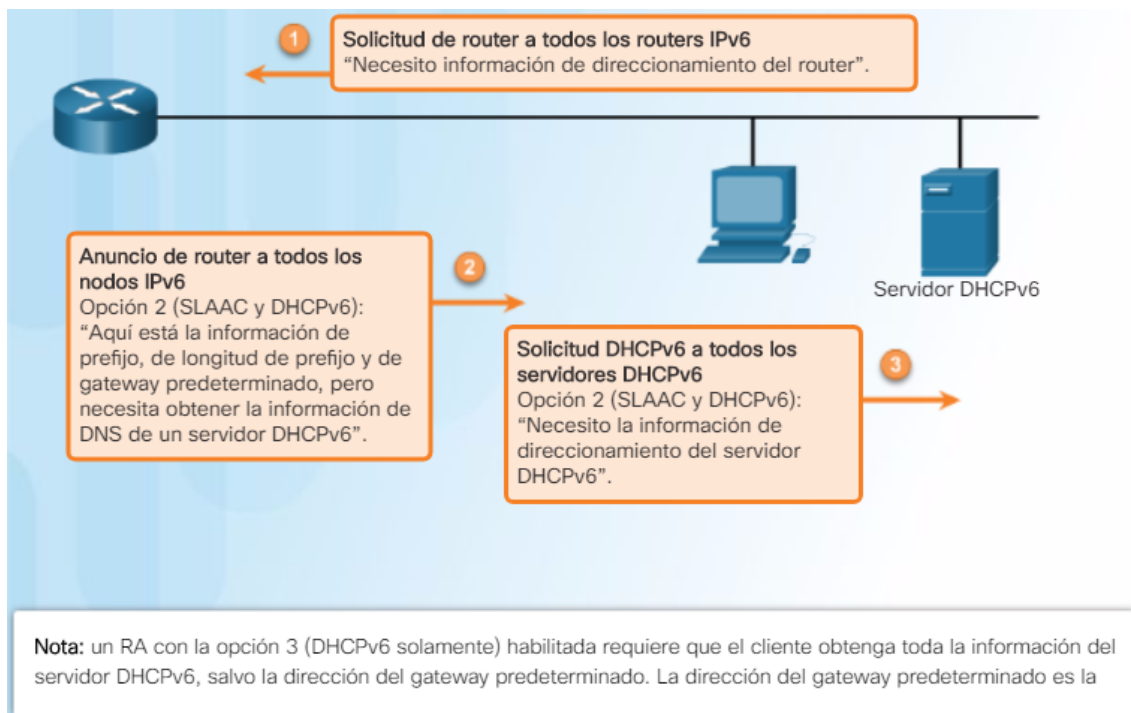 1
Solicitud de router a todos los routers IPv6
“Necesito información de direccionamiento del router”.
Servidor DHCPv6
Anuncio de router a todos los
nodos IPv6
Opción 2 (SLAAC y DHCPv6):
“Aquí está la información de
prefijo, de longitud de prefijo y de
gateway predeterminado, pero
necesita obtener la información de
DNS de un servidor DHCPv6”.
2
Solicitud DHCPv6 a todos los
servidores DHCPv6
Opción 2 (SLAAC y DHCPv6):
“Necesito la información de
direccionamiento del servidor
DHCPv6”.
3
Nota: un RA con la opción 3 (DHCPv6 solamente) habilitada requiere que el cliente obtenga toda la información del
servidor DHCPv6, salvo la dirección del gateway predeterminado. La dirección del gateway predeterminado es la